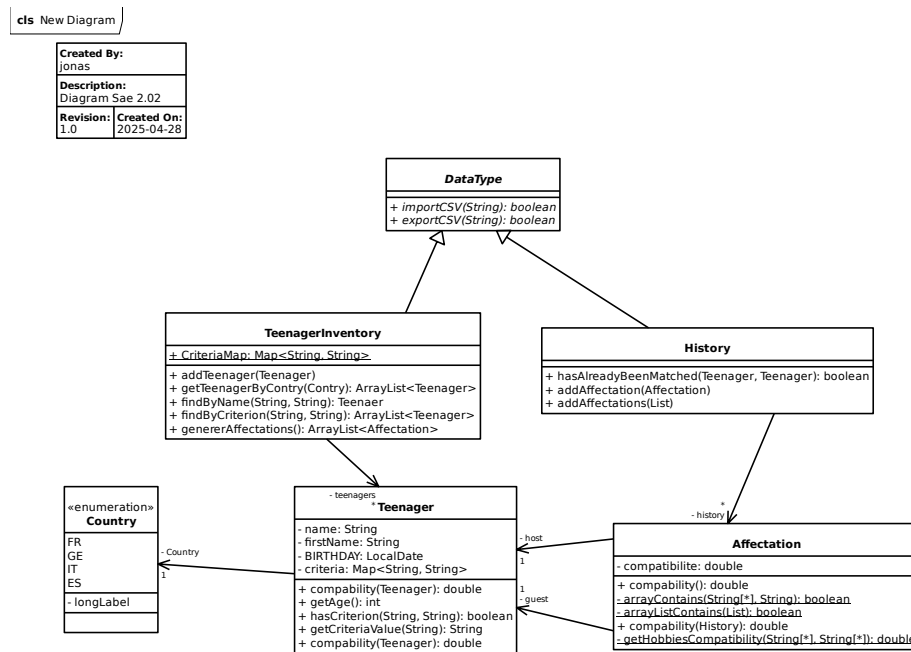 cls New Diagram
Created By:
jonas
Description:
Diagram Sae 2.02
Revision:
1.0
Created On:
2025-04-28
DataType
+ importCSV(String): boolean
+ exportCSV(String): boolean
TeenagerInventory
+ CriteriaMap: Map<String, String>
+ addTeenager(Teenager)
+ getTeenagerByContry(Contry): ArrayList<Teenager>
+ findByName(String, String): Teenaer
+ findByCriterion(String, String): ArrayList<Teenager>
+ genererAffectations(): ArrayList<Affectation>
History
+ hasAlreadyBeenMatched(Teenager, Teenager): boolean
+ addAffectation(Affectation)
+ addAffectations(List)
- teenagers
*
*
- history
«enumeration»
Country
FR
GE
IT
ES
- longLabel
- Country
1
Teenager
- name: String
- firstName: String
- BIRTHDAY: LocalDate
- criteria: Map<String, String>
+ compability(Teenager): double
+ getAge(): int
+ hasCriterion(String, String): boolean
+ getCriteriaValue(String): String
+ compability(Teenager): double
- host
1
1
- guest
Affectation
- compatibilite: double
+ compability(): double
- arrayContains(String[*], String): boolean
- arrayListContains(List): boolean
+ compability(History): double
- getHobbiesCompatibility(String[*], String[*]): double